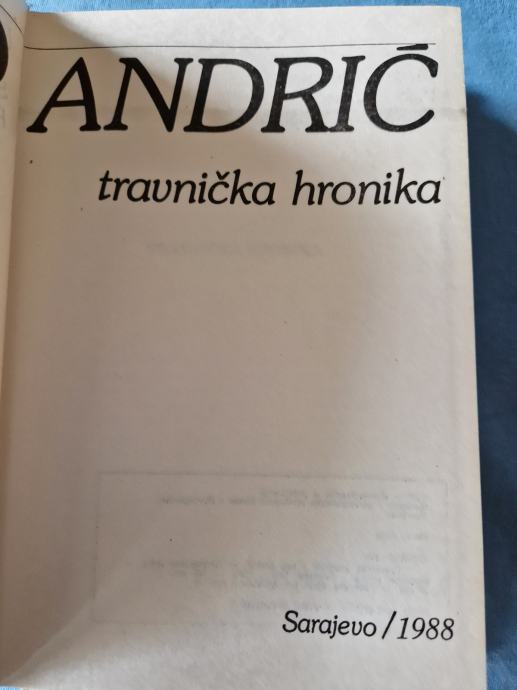 ANDRIĆ
travnička hronika
Sarajevo/1988